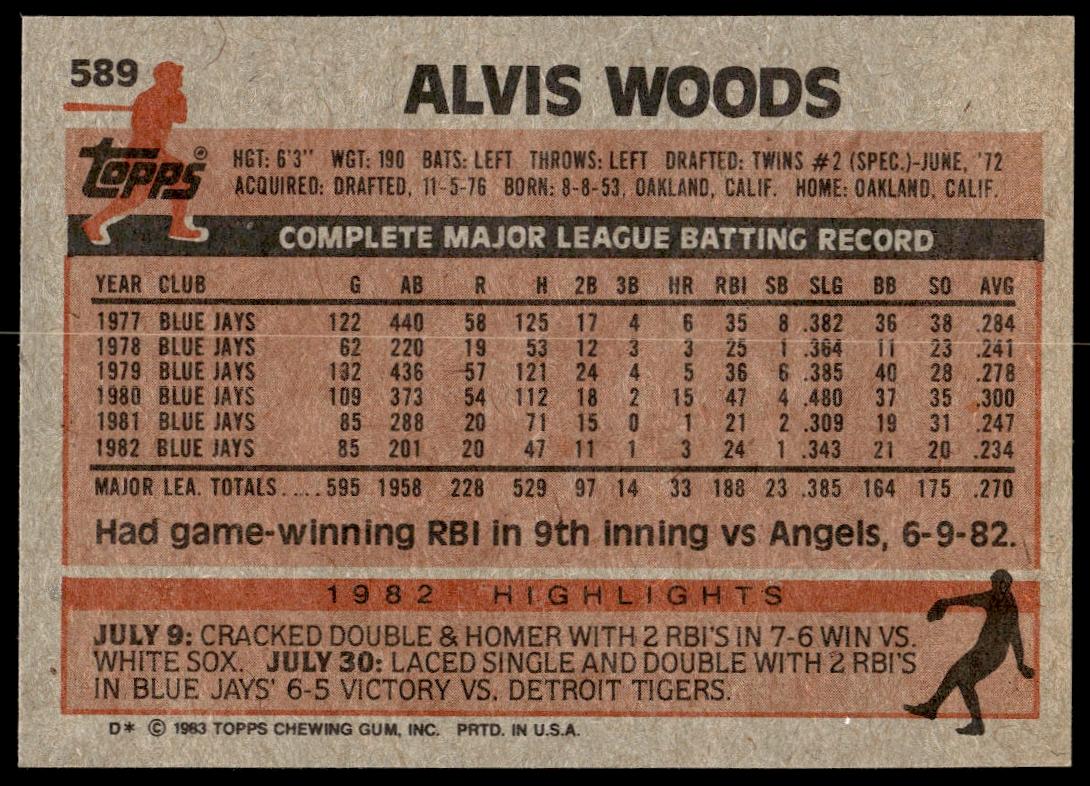 589
ALVIS WOODS
topps®
HGT: 6'3" WGT: 190 BATS: LEFT THROWS: LEFT DRAFTED: TWINS #2 (SPEC.)-JUNE, '72
ACQUIRED: DRAFTED, 11-5-76 BORN: 8-8-53, OAKLAND, CALIF. HOME: OAKLAND, CALIF.
COMPLETE MAJOR LEAGUE BATTING RECORD
YEAR CLUB G AB R H 2B 3B HR RBI SB SLG BB SO AVG
1977 BLUE JAYS 122 440 58 125 17 4 6 35 8 .382 36 38 .284
1978 BLUE JAYS 62 220 19 53 12 3 3 25 1 .364 11 23 .241
1979 BLUE JAYS 132 436 57 121 24 4 5 36 6 .385 40 28 .278
1980 BLUE JAYS 109 373 54 112 18 2 15 47 4 .480 37 35 .300
1981 BLUE JAYS 85 288 20 71 15 0 1 21 2 .309 19 31 .247
1982 BLUE JAYS 85 201 20 47 11 1 3 24 1 .343 21 20 .234
MAJOR LEA. TOTALS.....595 1958 228 529 97 14 33 188 23 .385 164 175 .270
Had game-winning RBI in 9th inning vs Angels, 6-9-82.
1982 HIGHLIGHTS
JULY 9: CRACKED DOUBLE & HOMER WITH 2 RBI'S IN 7-6 WIN VS.
WHITE SOX. JULY 30: LACED SINGLE AND DOUBLE WITH 2 RBI'S
IN BLUE JAYS' 6-5 VICTORY VS. DETROIT TIGERS.
D* © 1983 TOPPS CHEWING GUM, INC. PRTD. IN U.S.A.